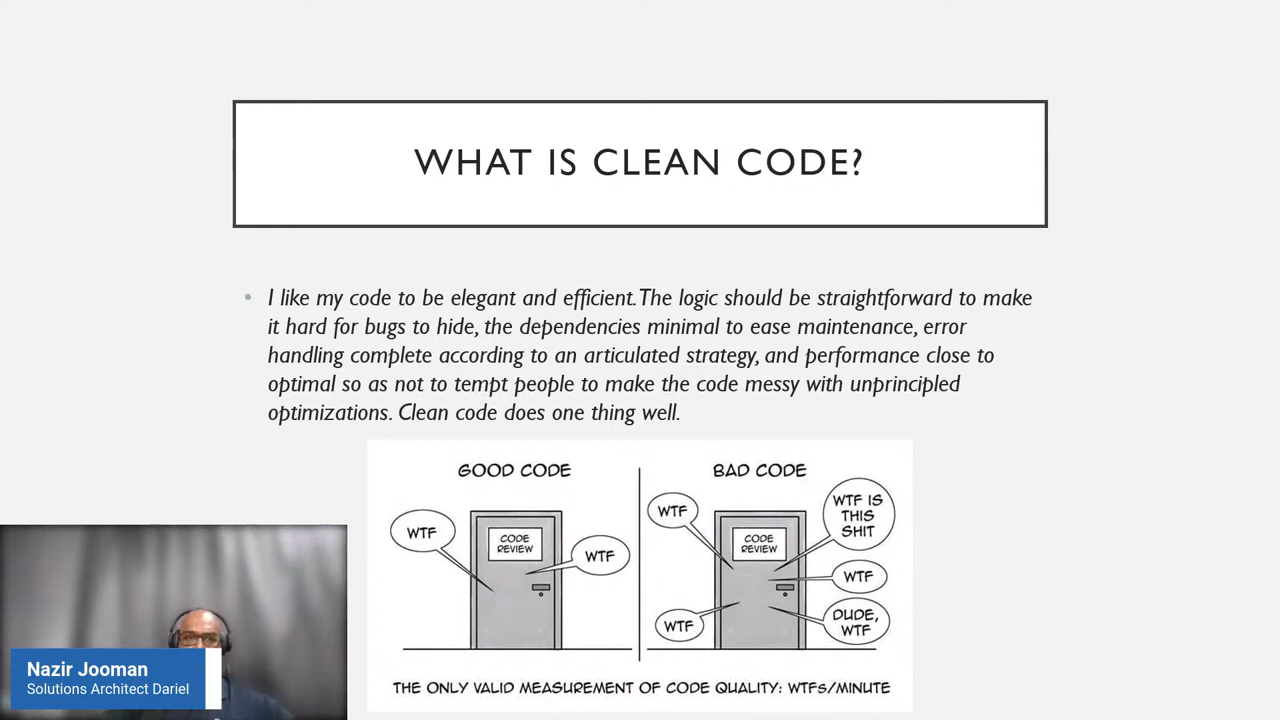 WHAT IS CLEAN CODE?
• I like my code to be elegant and efficient. The logic should be straightforward to make
it hard for bugs to hide, the dependencies minimal to ease maintenance, error
handling complete according to an articulated strategy, and performance close to
optimal so as not to tempt people to make the code messy with unprincipled
optimizations. Clean code does one thing well.
GOOD CODE
WTF
CODE
REVIEW
WTF
BAD CODE
WTF
CODE
REVIEW
WTF IS
THIS
SHIT
WTF
WTF
DUDE,
WTF
THE ONLY VALID MEASUREMENT OF CODE QUALITY: WTFS/MINUTE
Nazir Jooman
Solutions Architect Dariel